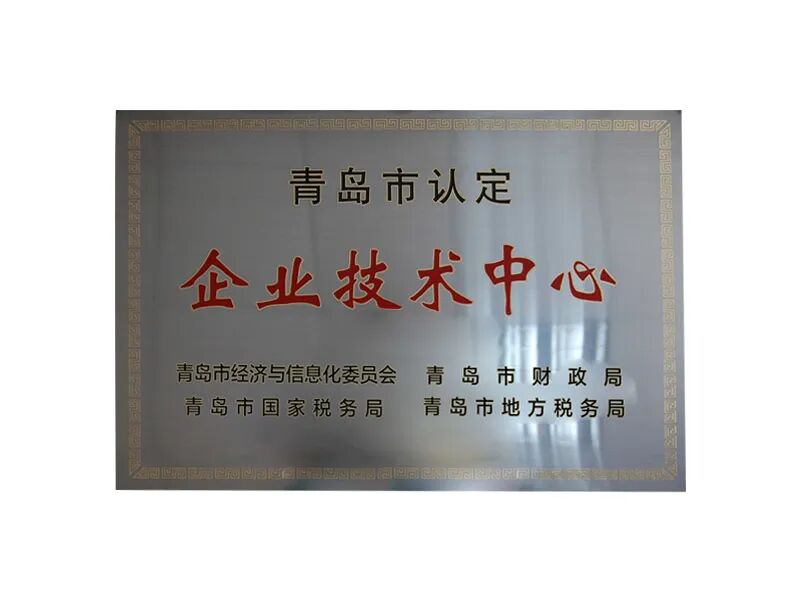 青岛市认定
企业技术中心
青岛市经济与信息化委员会 青岛市财政局
青岛市国家税务局 青岛市地方税务局